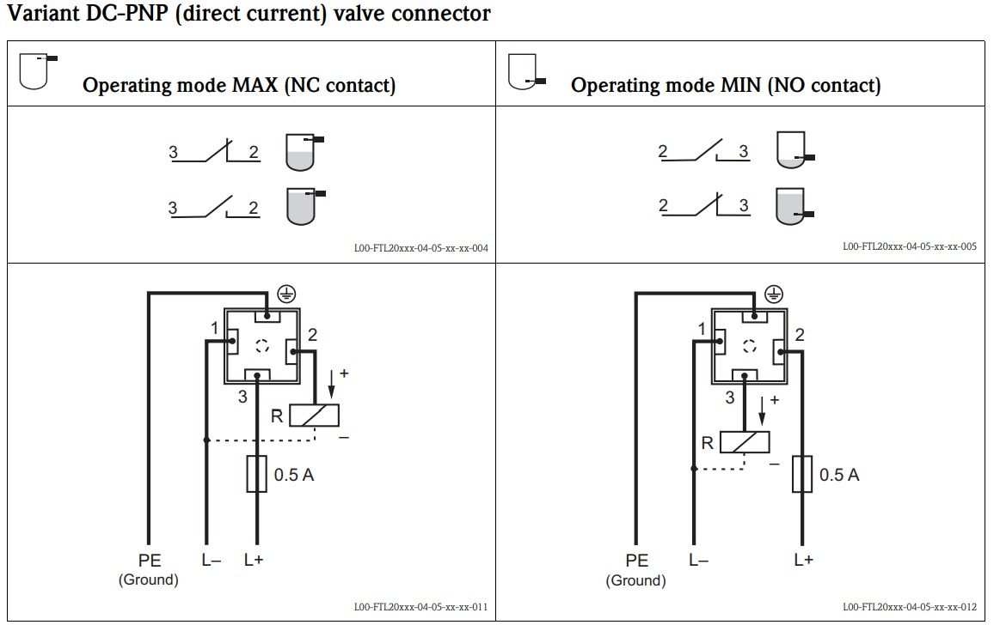 Variant DC-PNP (direct current) valve connector
Operating mode MAX (NC contact)
Operating mode MIN (NO contact)
3 2
2 3
3 2
2 3
L00-FTL20xxx-04-05-xx-xx-004
L00-FTL20xxx-04-05-xx-xx-005
1 2
1 2
+
3
3 +
R
–
R
–
0.5 A
0.5 A
PE L– L+
PE L– L+
(Ground)
(Ground)
L00-FTL20xxx-04-05-xx-xx-011
L00-FTL20xxx-04-05-xx-xx-012